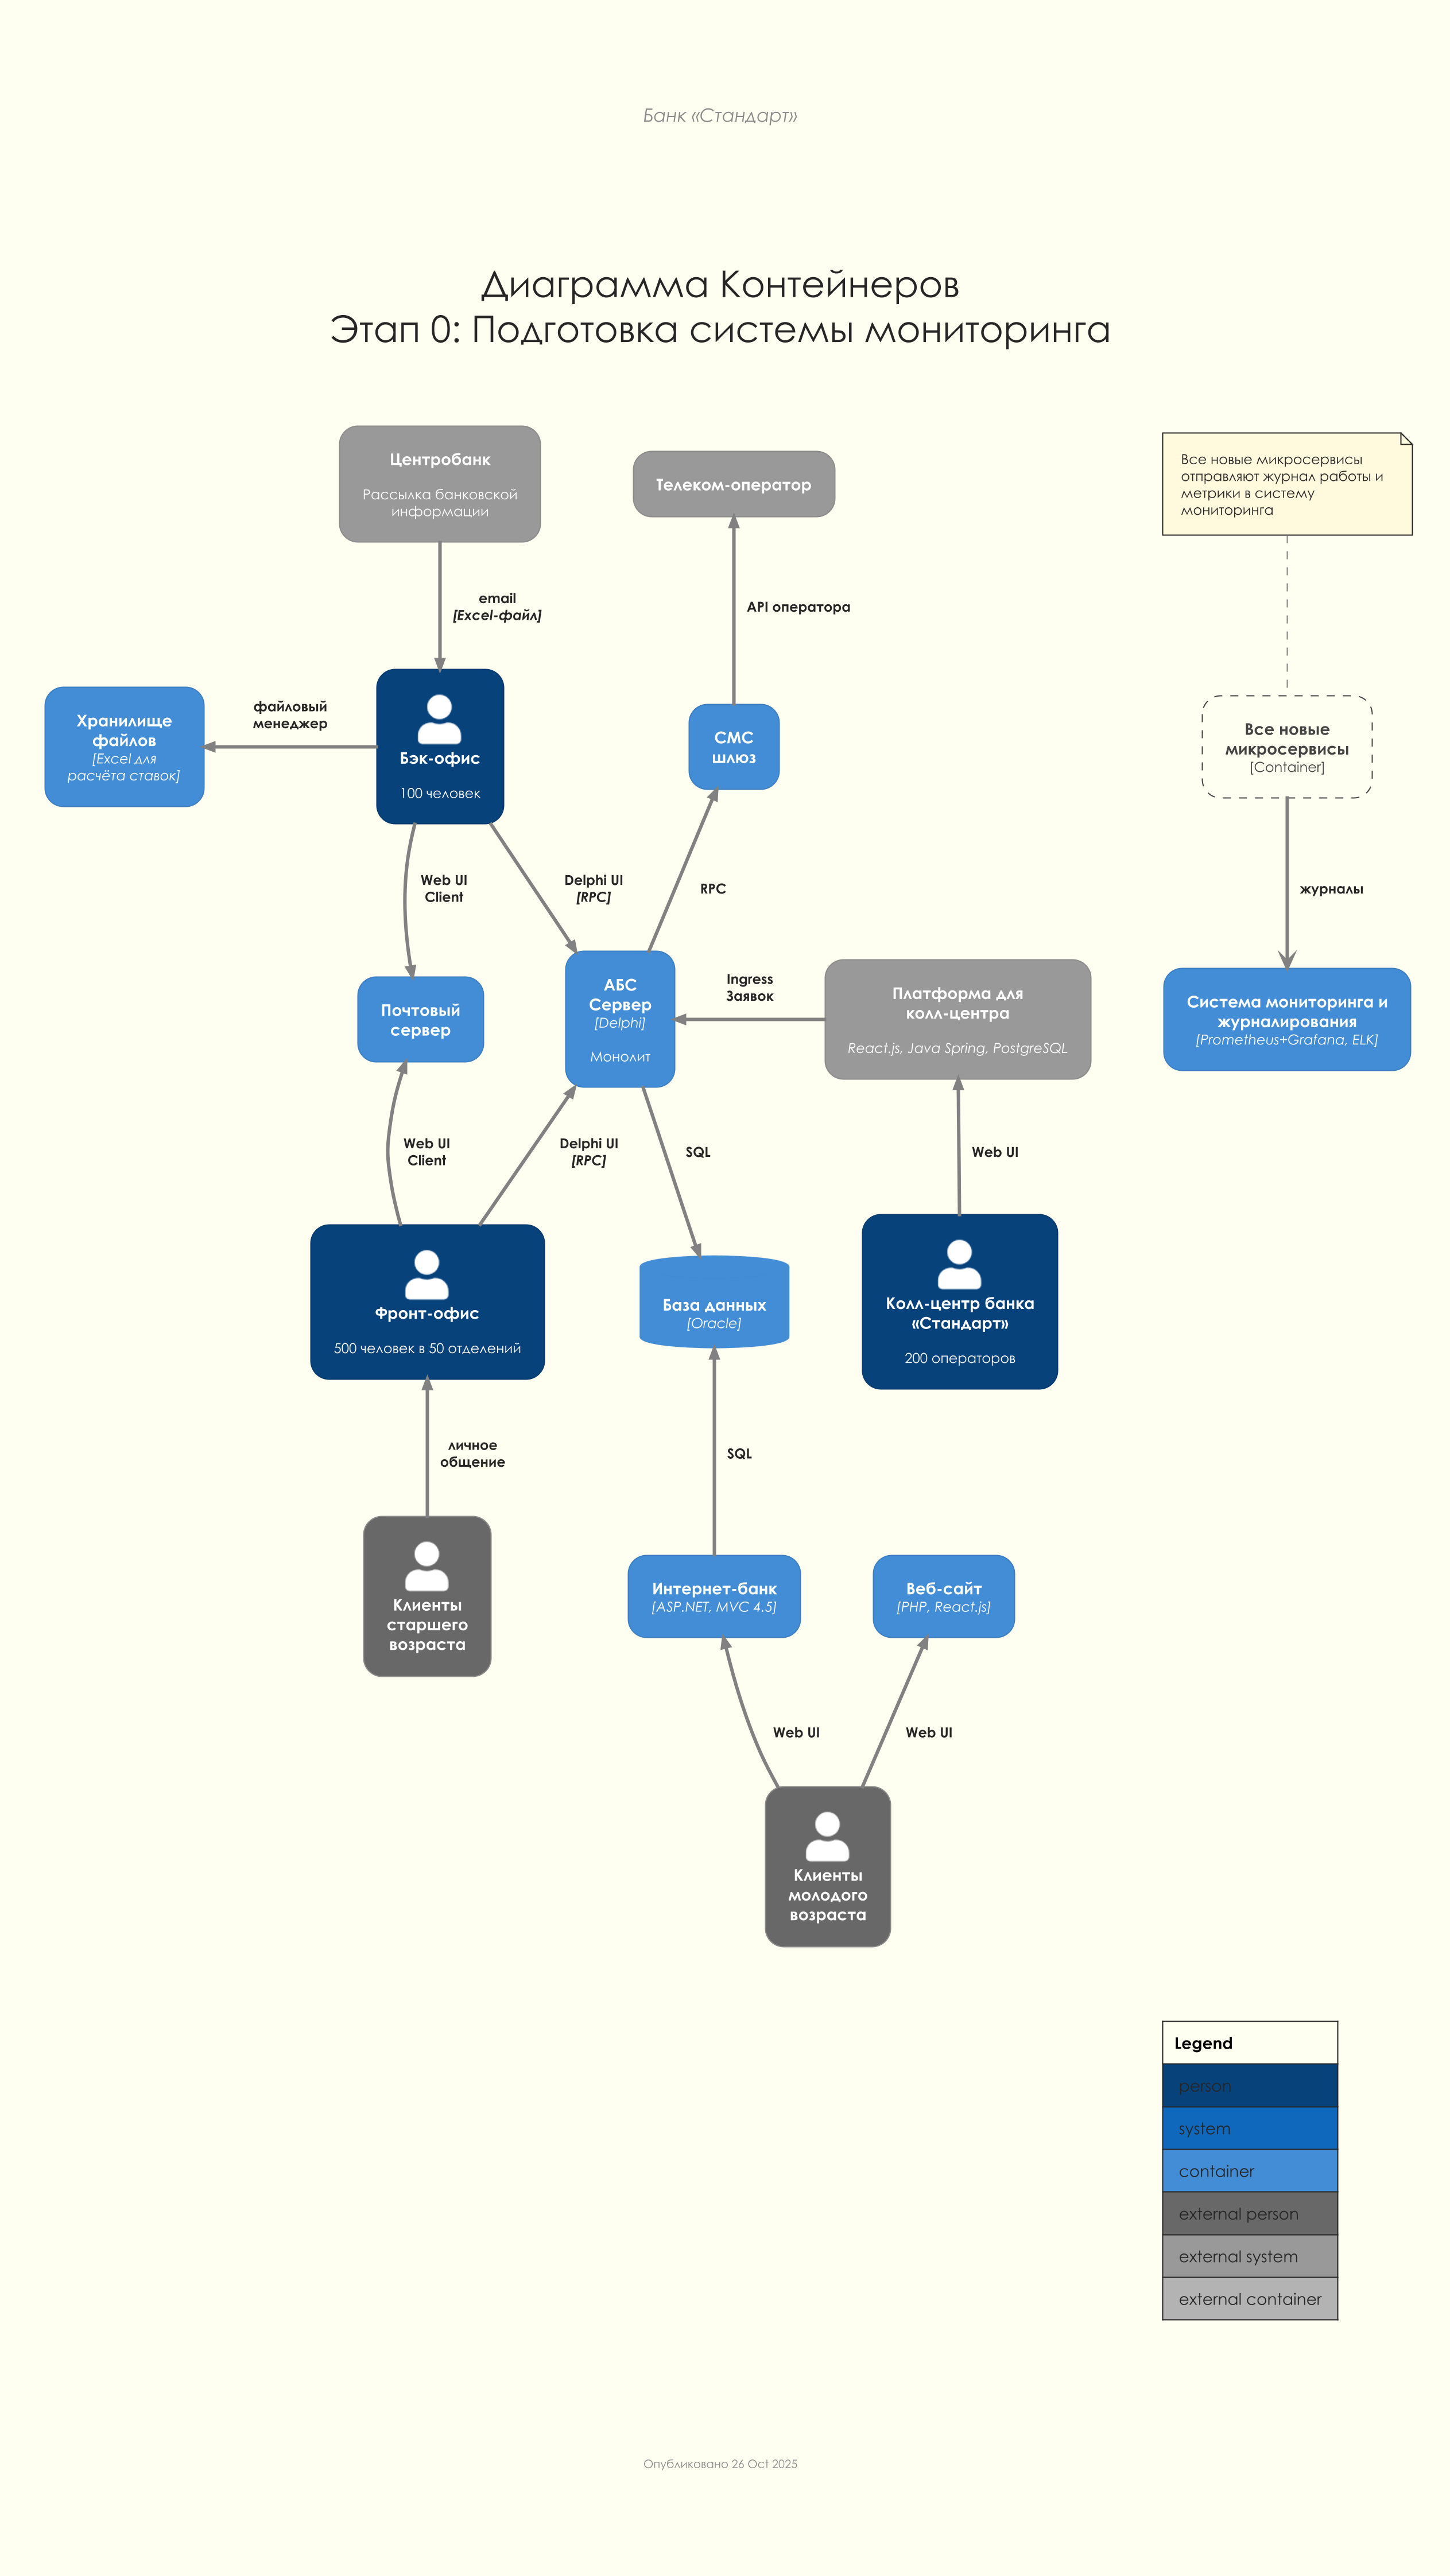 Банк «Стандарт»
Диаграмма Контейнеров
Этап 0: Подготовка системы мониторинга
Центробанк
Рассылка банковской
информации
Телеком-оператор
Все новые микросервисы
отправляют журнал работы и
метрики в систему
мониторинга
email
[Excel-файл]
API оператора
Хранилище
файлов
[Excel для
расчёта ставок]
файловый
менеджер
Бэк-офис
100 человек
СМС
шлюз
Все новые
микросервисы
[Container]
Web UI
Client
Delphi UI
[RPC]
RPC
журналы
Почтовый
сервер
АБС
Сервер
[Delphi]
Монолит
Ingress
Заявок
Платформа для
колл-центра
React.js, Java Spring, PostgreSQL
Система мониторинга и
журналирования
[Prometheus+Grafana, ELK]
Web UI
Client
Delphi UI
[RPC]
SQL
Web UI
Фронт-офис
500 человек в 50 отделений
База данных
[Oracle]
Колл-центр банка
«Стандарт»
200 операторов
личное
общение
SQL
Клиенты
старшего
возраста
Интернет-банк
[ASP.NET, MVC 4.5]
Веб-сайт
[PHP, React.js]
Web UI
Web UI
Клиенты
молодого
возраста
Legend
person
system
container
external person
external system
external container
Опубликовано 26 Oct 2025